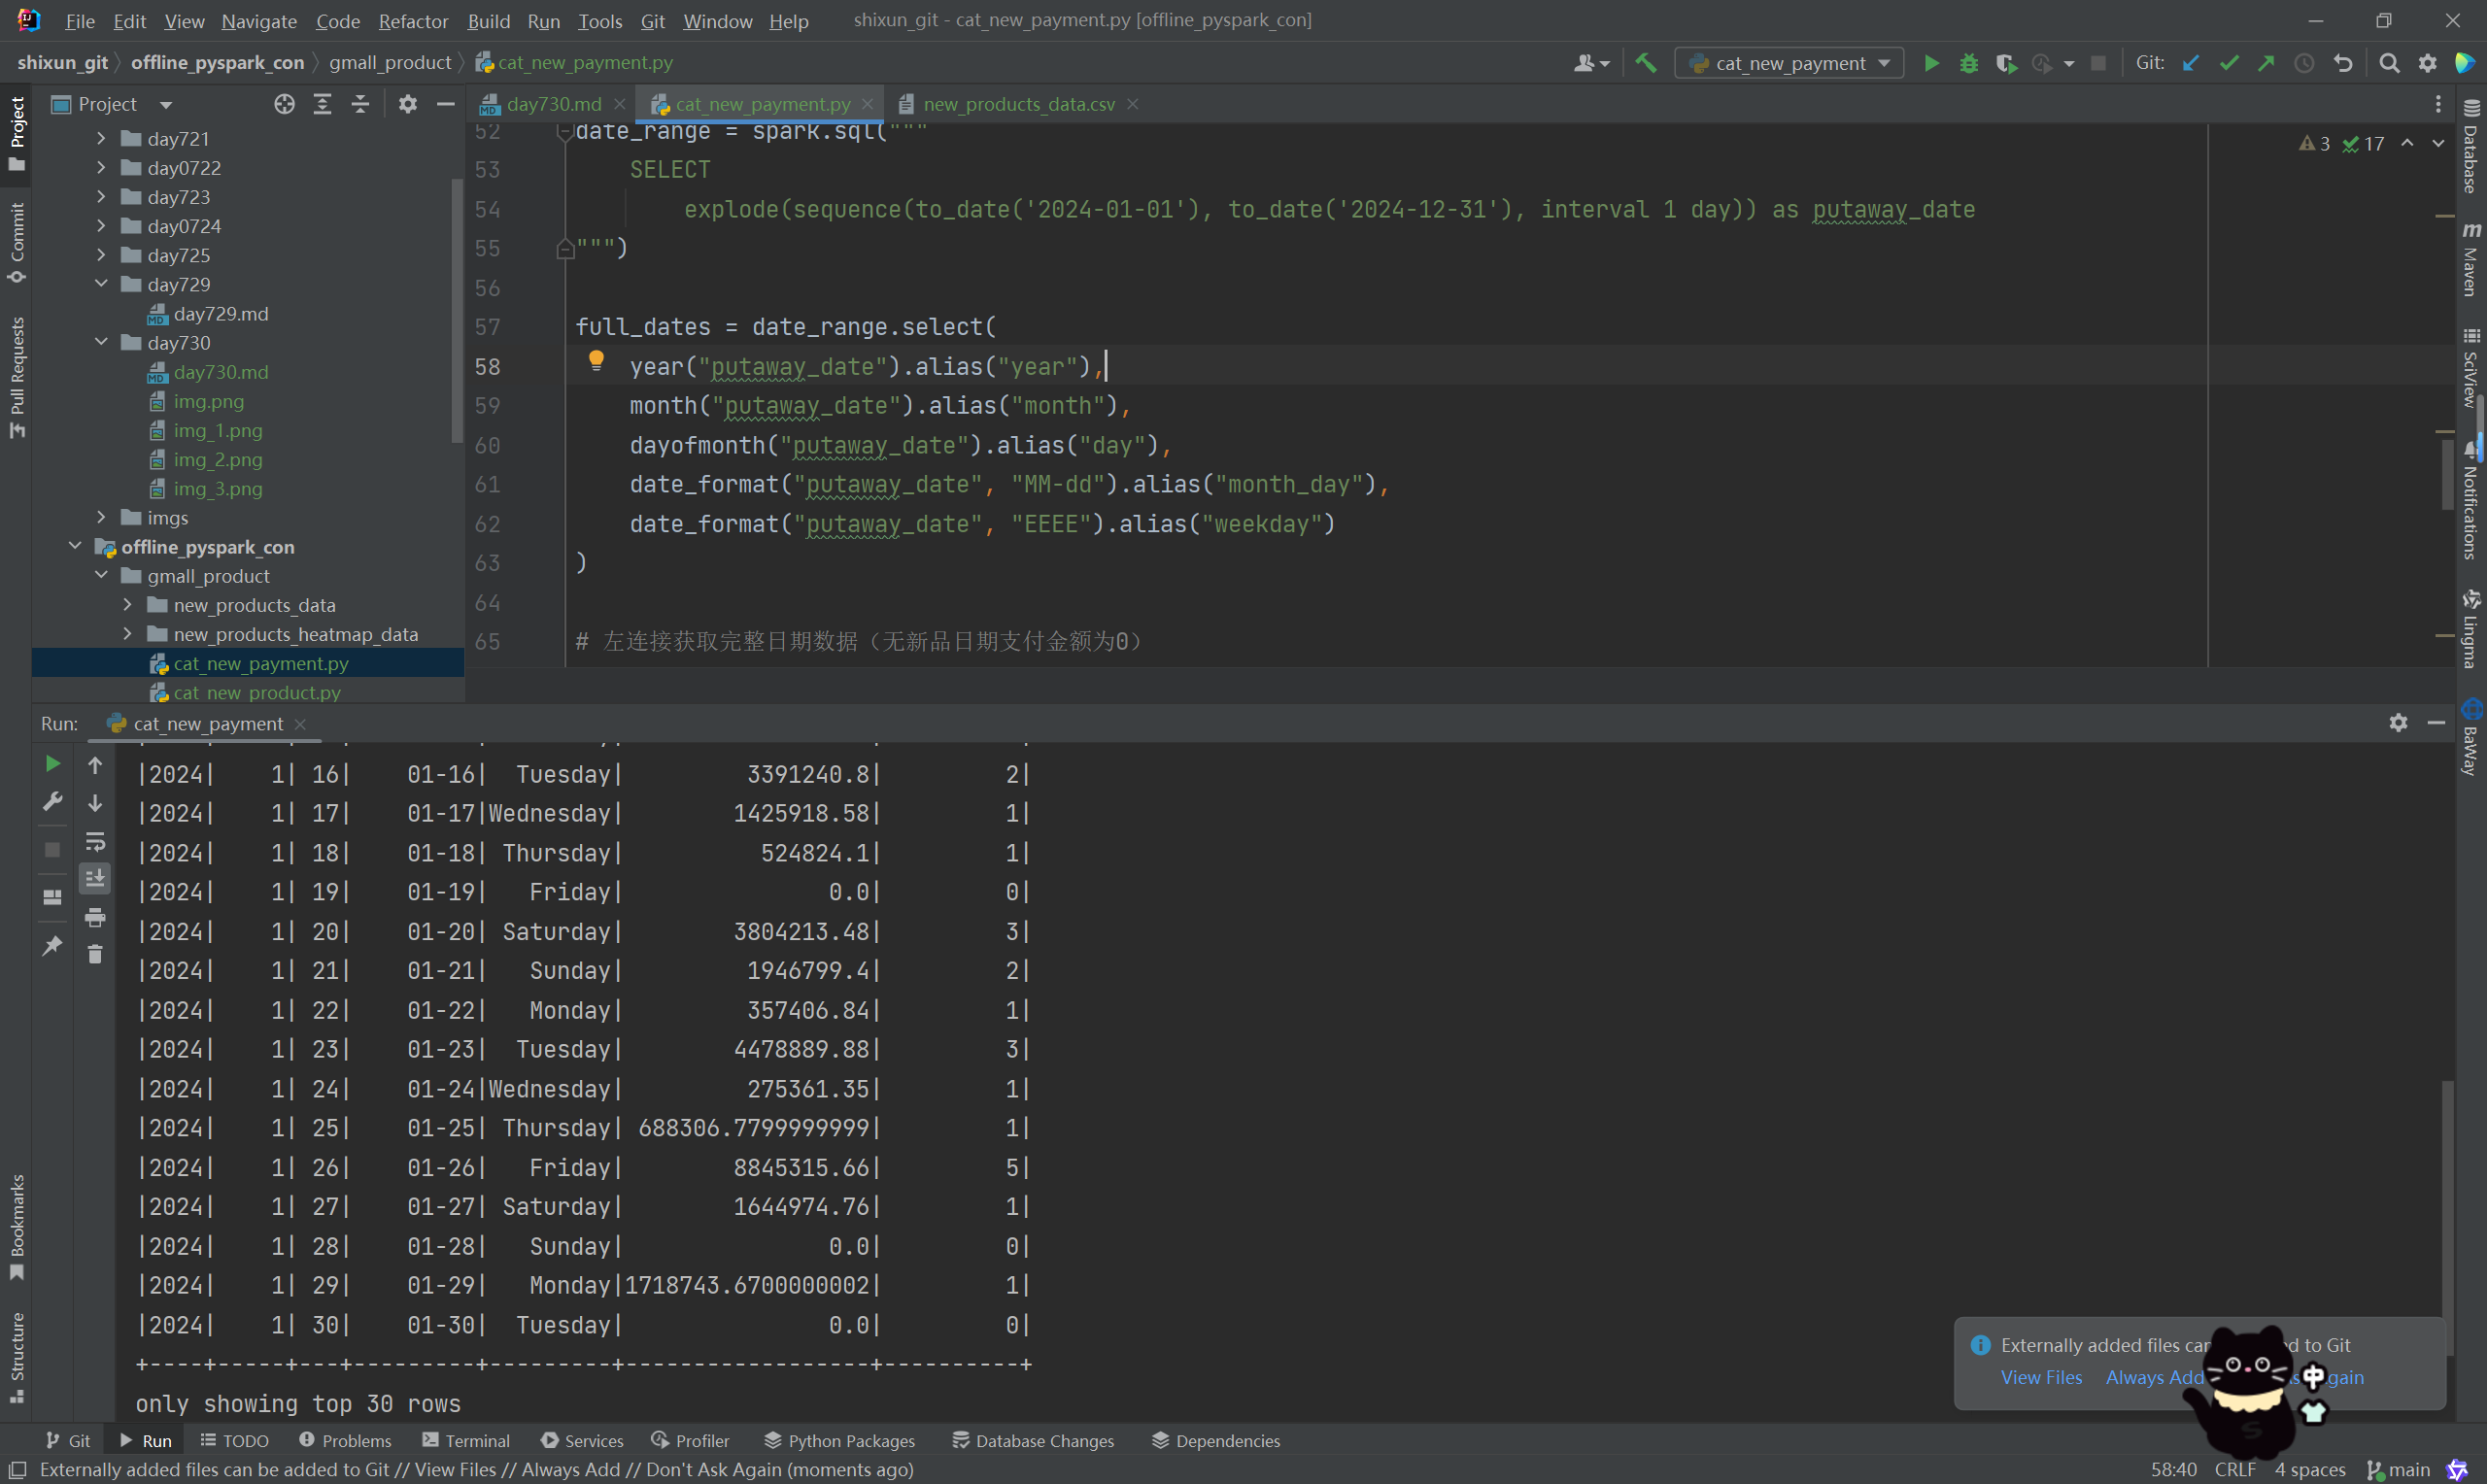 File Edit View Navigate Code Refactor Build Run Tools Git Window Help shixun_git - cat_new_payment.py [offline_pyspark_con]
shixun_git offline_pyspark_con gmall_product cat_new_payment.py cat_new_payment Git:
Project day730.md cat_new_payment.py new_products_data.csv
Project
Commit
Pull Requests
Bookmarks
Structure
day721
day0722
day723
day0724
day725
day729
day729.md
day730
day730.md
img.png
img_1.png
img_2.png
img_3.png
imgs
offline_pyspark_con
gmall_product
new_products_data
new_products_heatmap_data
cat_new_payment.py
cat_new_product.py
3 17
52 date_range = spark.sql("""
53 SELECT
54 explode(sequence(to_date('2024-01-01'), to_date('2024-12-31'), interval 1 day)) as putaway_date
55 """)
56
57 full_dates = date_range.select(
58 year("putaway_date").alias("year"),
59 month("putaway_date").alias("month"),
60 dayofmonth("putaway_date").alias("day"),
61 date_format("putaway_date", "MM-dd").alias("month_day"),
62 date_format("putaway_date", "EEEE").alias("weekday")
63 )
64
65 # 左连接获取完整日期数据（无新品日期支付金额为0）
Database
Maven
SciView
Notifications
Lingma
BaWay
Run: cat_new_payment
|2024| 1| 16| 01-16| Tuesday| 3391240.8| 2|
|2024| 1| 17| 01-17|Wednesday| 1425918.58| 1|
|2024| 1| 18| 01-18| Thursday| 524824.1| 1|
|2024| 1| 19| 01-19| Friday| 0.0| 0|
|2024| 1| 20| 01-20| Saturday| 3804213.48| 3|
|2024| 1| 21| 01-21| Sunday| 1946799.4| 2|
|2024| 1| 22| 01-22| Monday| 357406.84| 1|
|2024| 1| 23| 01-23| Tuesday| 4478889.88| 3|
|2024| 1| 24| 01-24|Wednesday| 275361.35| 1|
|2024| 1| 25| 01-25| Thursday| 688306.7799999999| 1|
|2024| 1| 26| 01-26| Friday| 8845315.66| 5|
|2024| 1| 27| 01-27| Saturday| 1644974.76| 1|
|2024| 1| 28| 01-28| Sunday| 0.0| 0|
|2024| 1| 29| 01-29| Monday|1718743.6700000002| 1|
|2024| 1| 30| 01-30| Tuesday| 0.0| 0|
+----+-----+---+---------+---------+------------------+----------+
only showing top 30 rows
Externally added files to Git
View Files Always Add
中
Git Run TODO Problems Terminal Services Profiler Python Packages Database Changes Dependencies
Externally added files can be added to Git // View Files // Always Add // Don't Ask Again (moments ago) 58:40 CRLF 4 spaces main